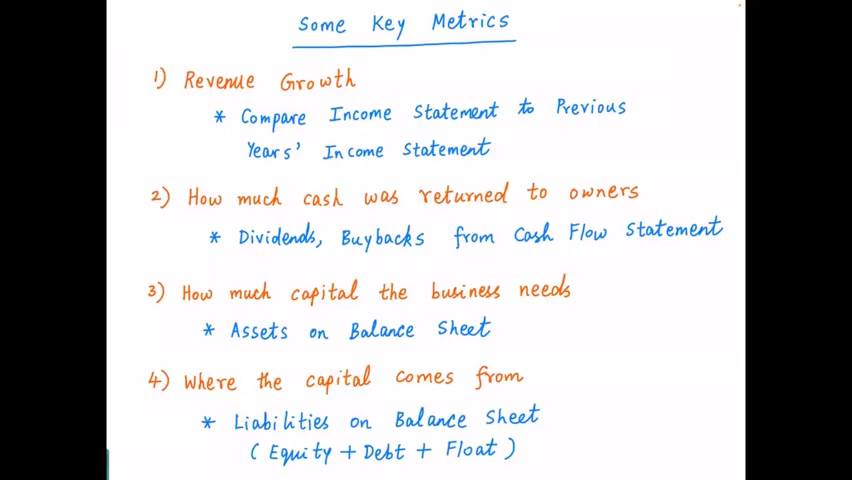 Some Key Metrics
1) Revenue Growth
* Compare Income Statement to Previous
Years' Income Statement
2) How much cash was returned to owners
* Dividends, Buybacks from Cash Flow Statement
3) How much capital the business needs
* Assets on Balance Sheet
4) Where the capital comes from
* Liabilities on Balance Sheet
(Equity + Debt + Float)